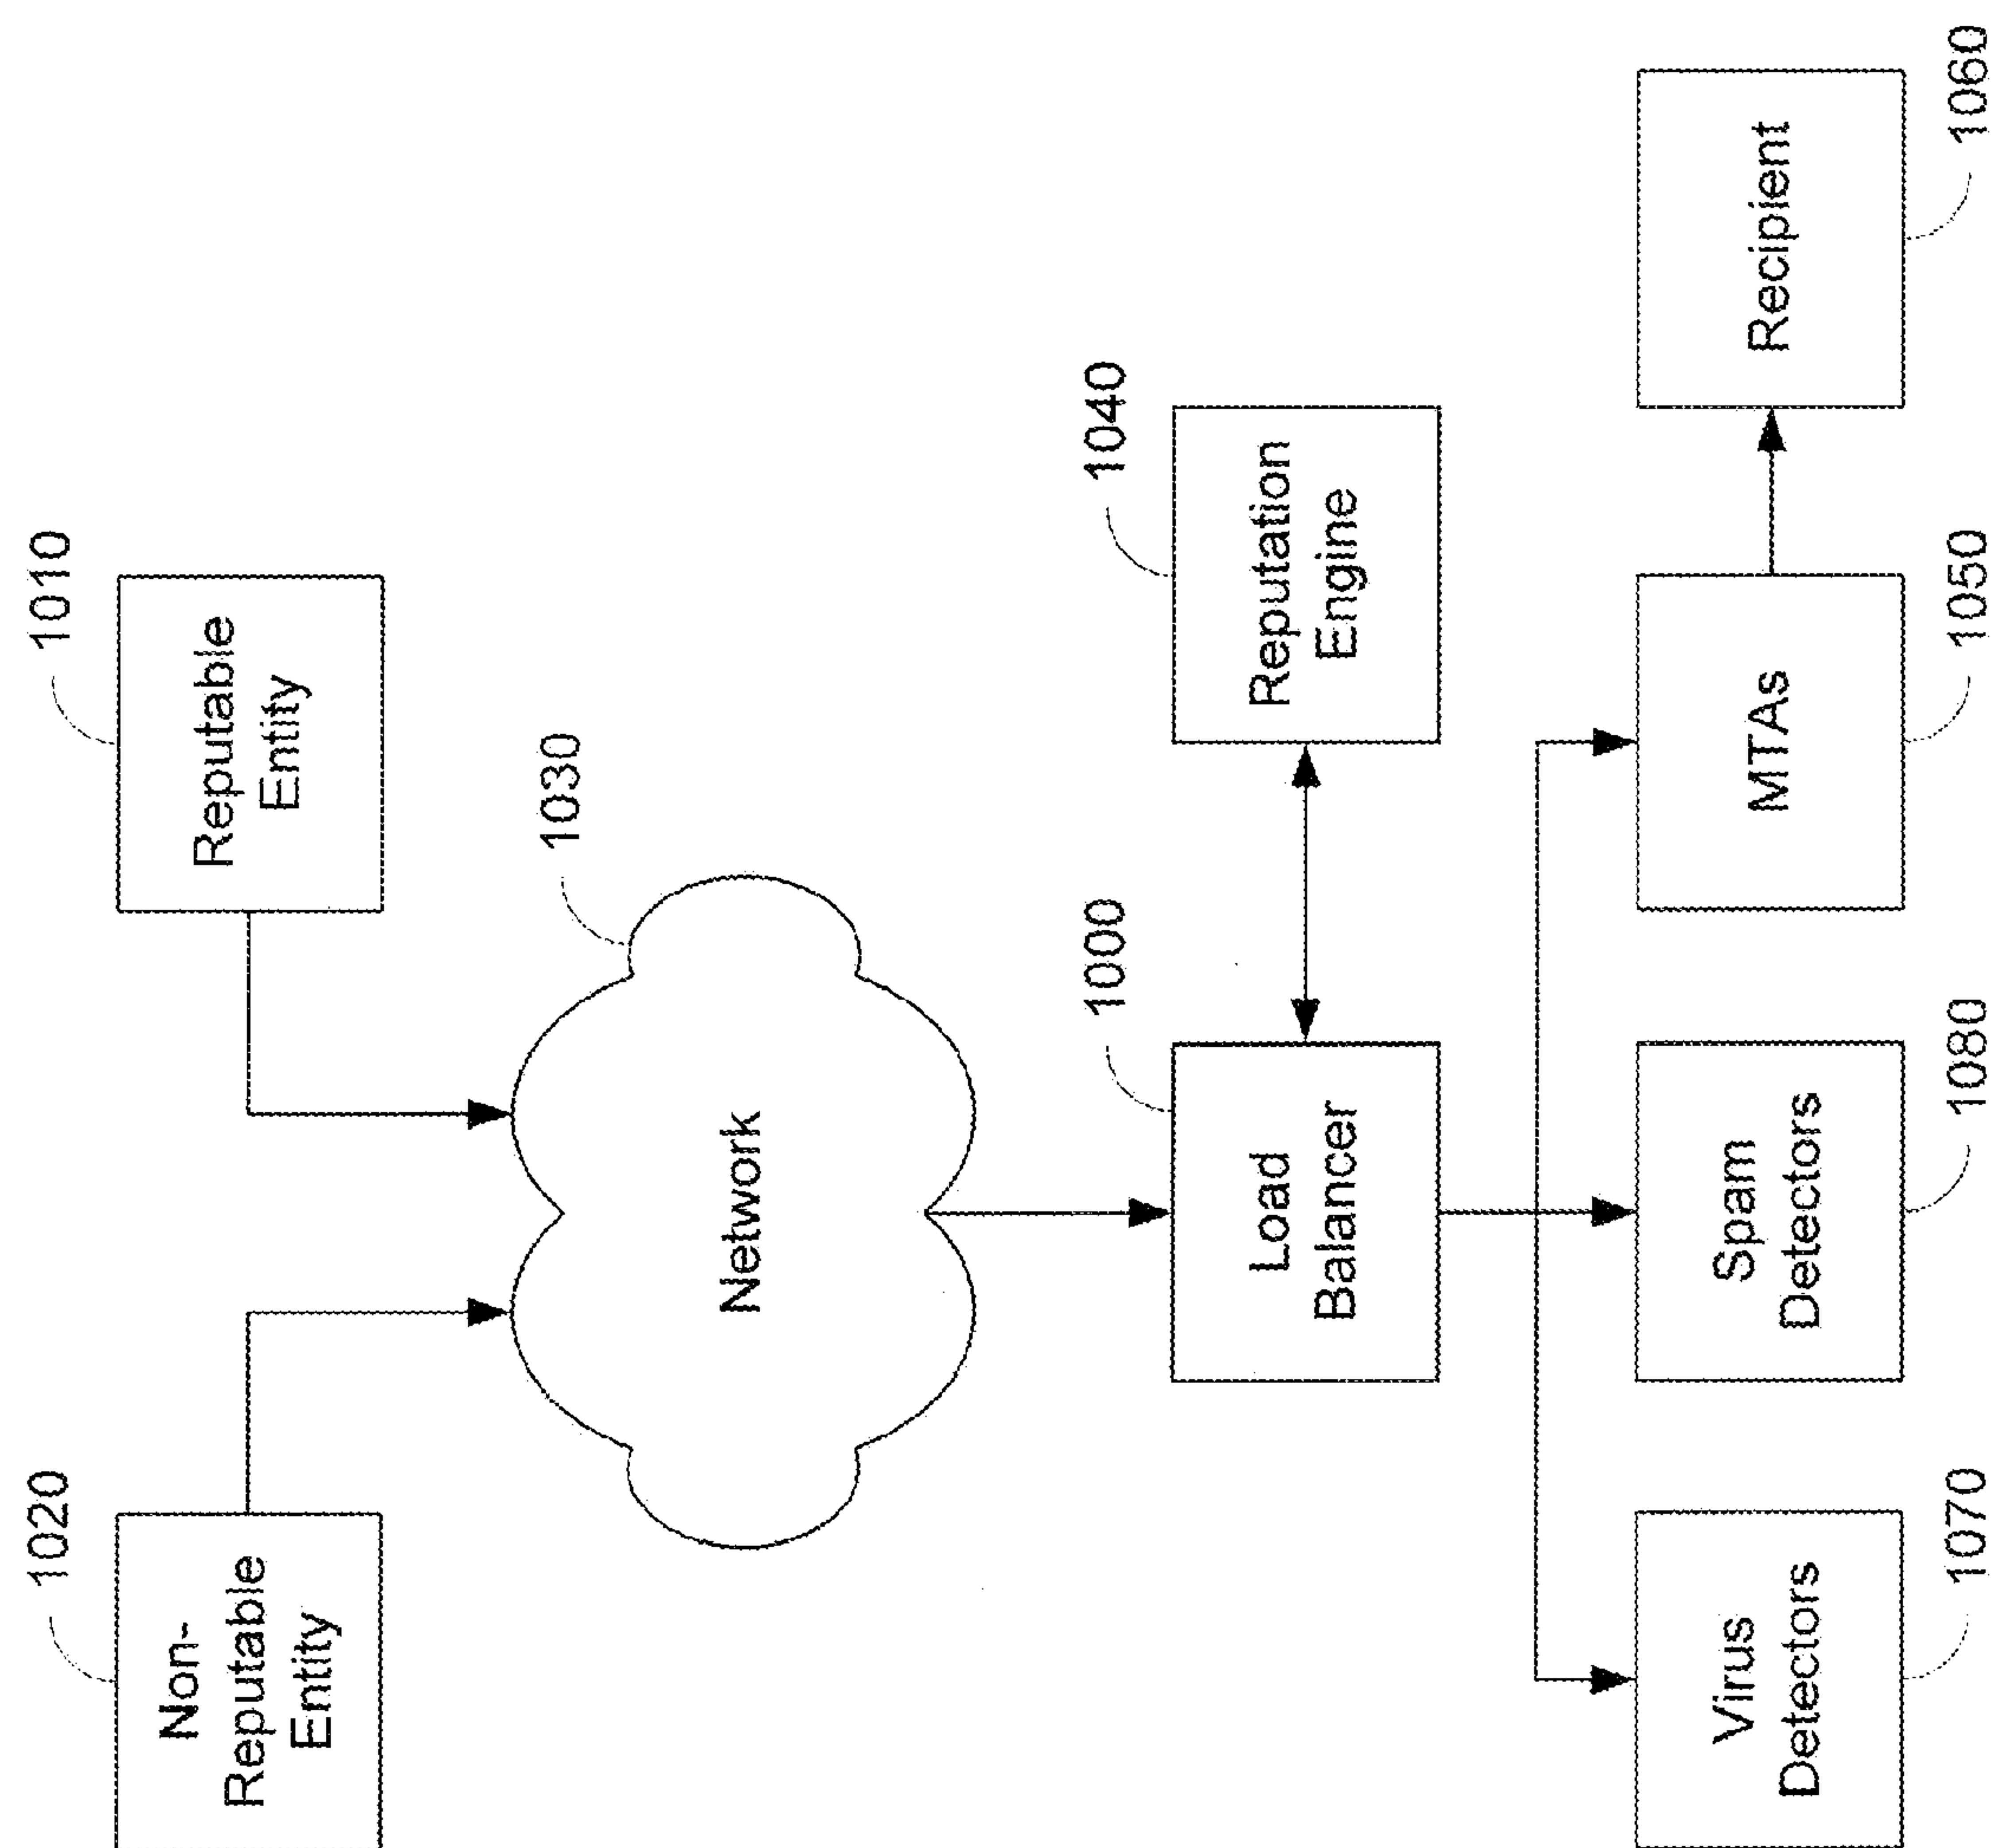 1020
Non-
Reputable
Entity
1010
Reputable
Entity
1030
Network
1000
Load
Balancer
1040
Reputation
Engine
Virus
Detectors
1070
Spam
Detectors
1080
MTAs
1050
Recipient
1060